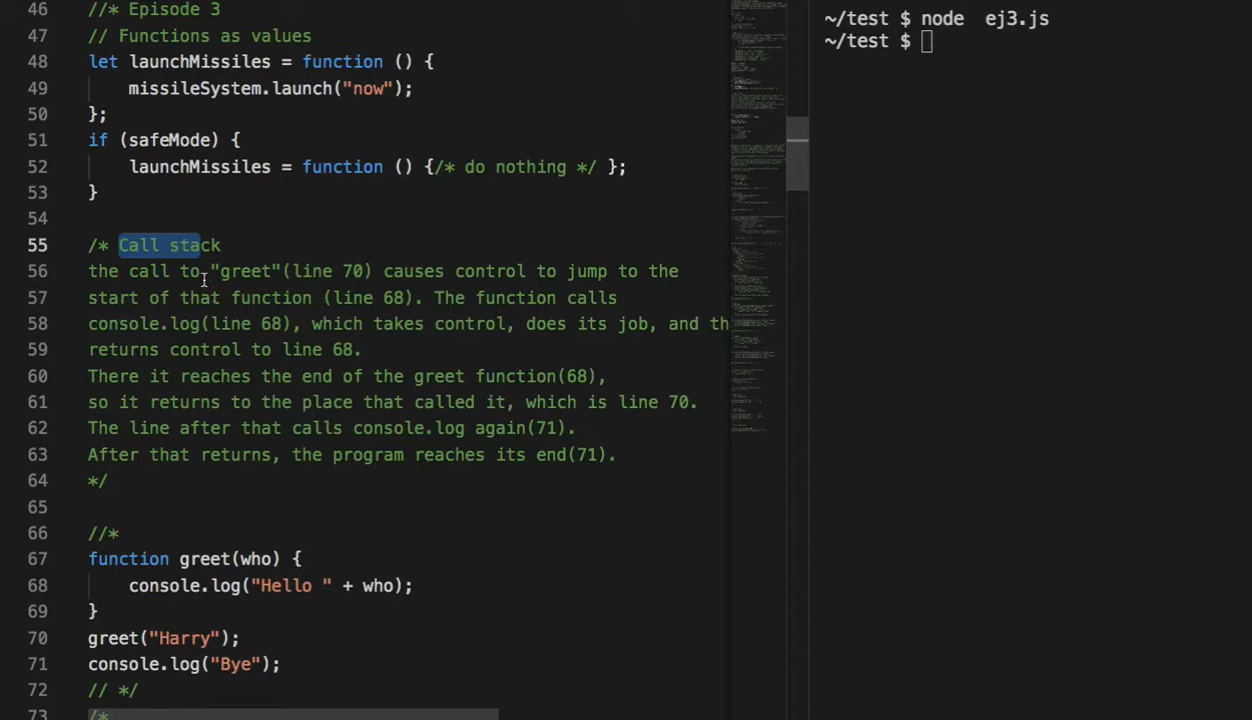 46 //* Episode 3
47 // Functions as values
48 let launchMissiles = function () {
49 missileSystem.launch("now");
50 };
51 if (safeMode) {
52 launchMissiles = function () {/* do nothing */ };
53 }
54
55 /* Call stack
56 the call to "greet"(line 70) causes control to jump to the
57 start of that function (line 68). The function calls
58 console.log(line 68), which takes control, does its job, and th
59 returns control to line 68.
60 There it reaches the end of the greet function(68),
61 so it returns to the place that called it, which is line 70.
62 The line after that calls console.log again(71).
63 After that returns, the program reaches its end(71).
64 */
65
66 //*
67 function greet(who) {
68 console.log("Hello " + who);
69 }
70 greet("Harry");
71 console.log("Bye");
72 // */
73 /*
~/test $ node  ej3.js
~/test $